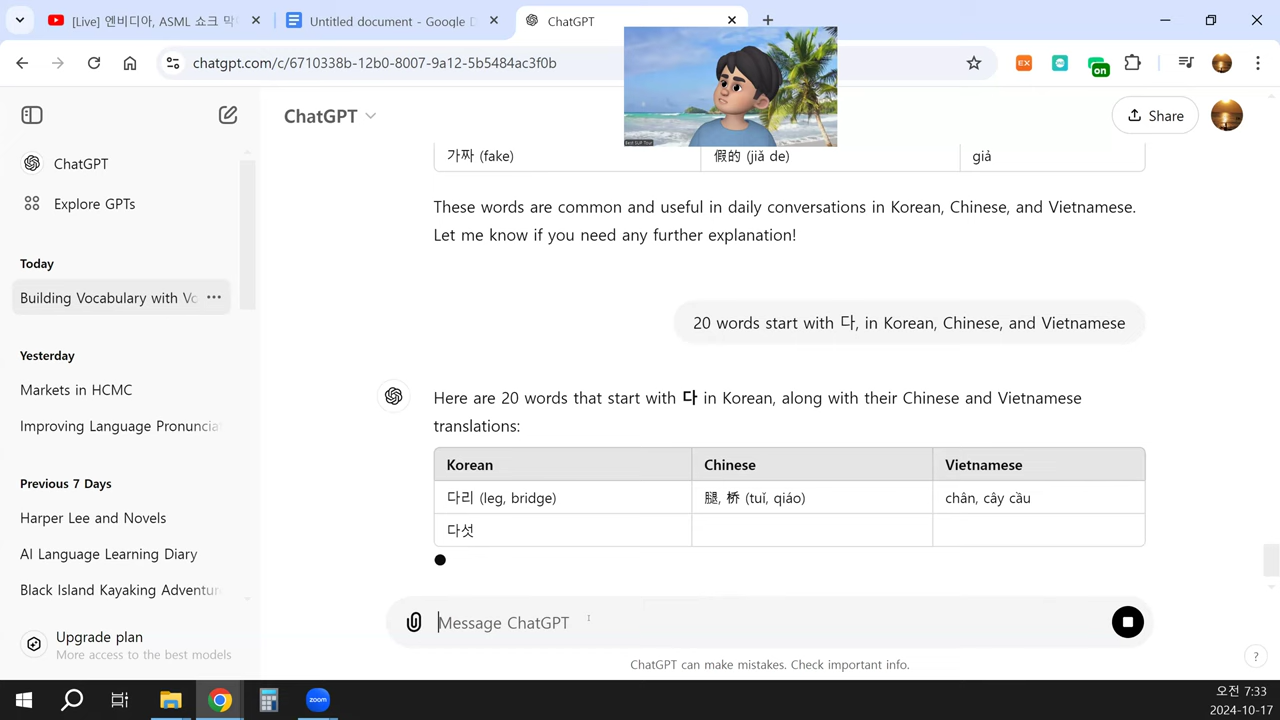 [Live] 엔비디아, ASML 쇼크 막
Untitled document - Google D
ChatGPT
chatgpt.com/c/6710338b-12b0-8007-9a12-5b5484ac3f0b
EX
on
ChatGPT
Share
ChatGPT
Explore GPTs
Today
Building Vocabulary with Vo
Yesterday
Markets in HCMC
Improving Language Pronuncia
Previous 7 Days
Harper Lee and Novels
AI Language Learning Diary
Black Island Kayaking Adventur
Upgrade plan
More access to the best models
가짜 (fake)
假的 (jiǎ de)
giả
These words are common and useful in daily conversations in Korean, Chinese, and Vietnamese.
Let me know if you need any further explanation!
20 words start with 다, in Korean, Chinese, and Vietnamese
Here are 20 words that start with 다 in Korean, along with their Chinese and Vietnamese
translations:
Korean
Chinese
Vietnamese
다리 (leg, bridge)
腿, 桥 (tuǐ, qiáo)
chân, cây cầu
다섯
Message ChatGPT
ChatGPT can make mistakes. Check important info.
?
zoom
오전 7:33
2024-10-17